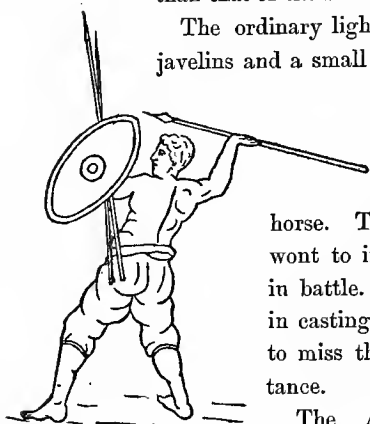 The ordinary ligh
javelins and a small
horse. T
wont to i
in battle.
in casting
to miss th
tance.
The